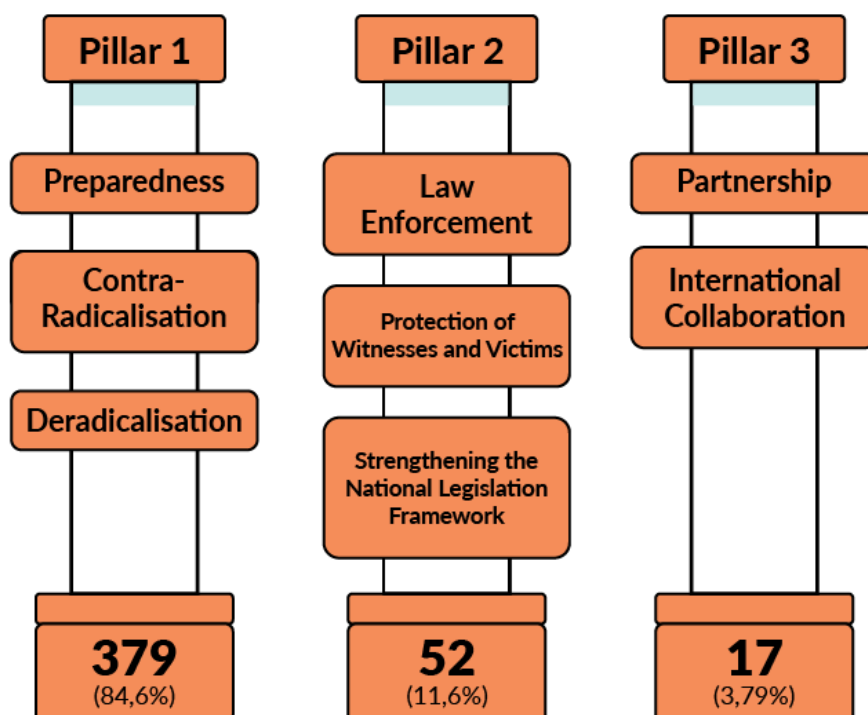 Pillar 1
Preparedness
Contra-
Radicalisation
Deradicalisation
379
(84,6%)
Pillar 2
Law
Enforcement
Protection of
Witnesses and Victims
Strengthening the
National Legislation
Framework
52
(11,6%)
Pillar 3
Partnership
International
Collaboration
17
(3,79%)